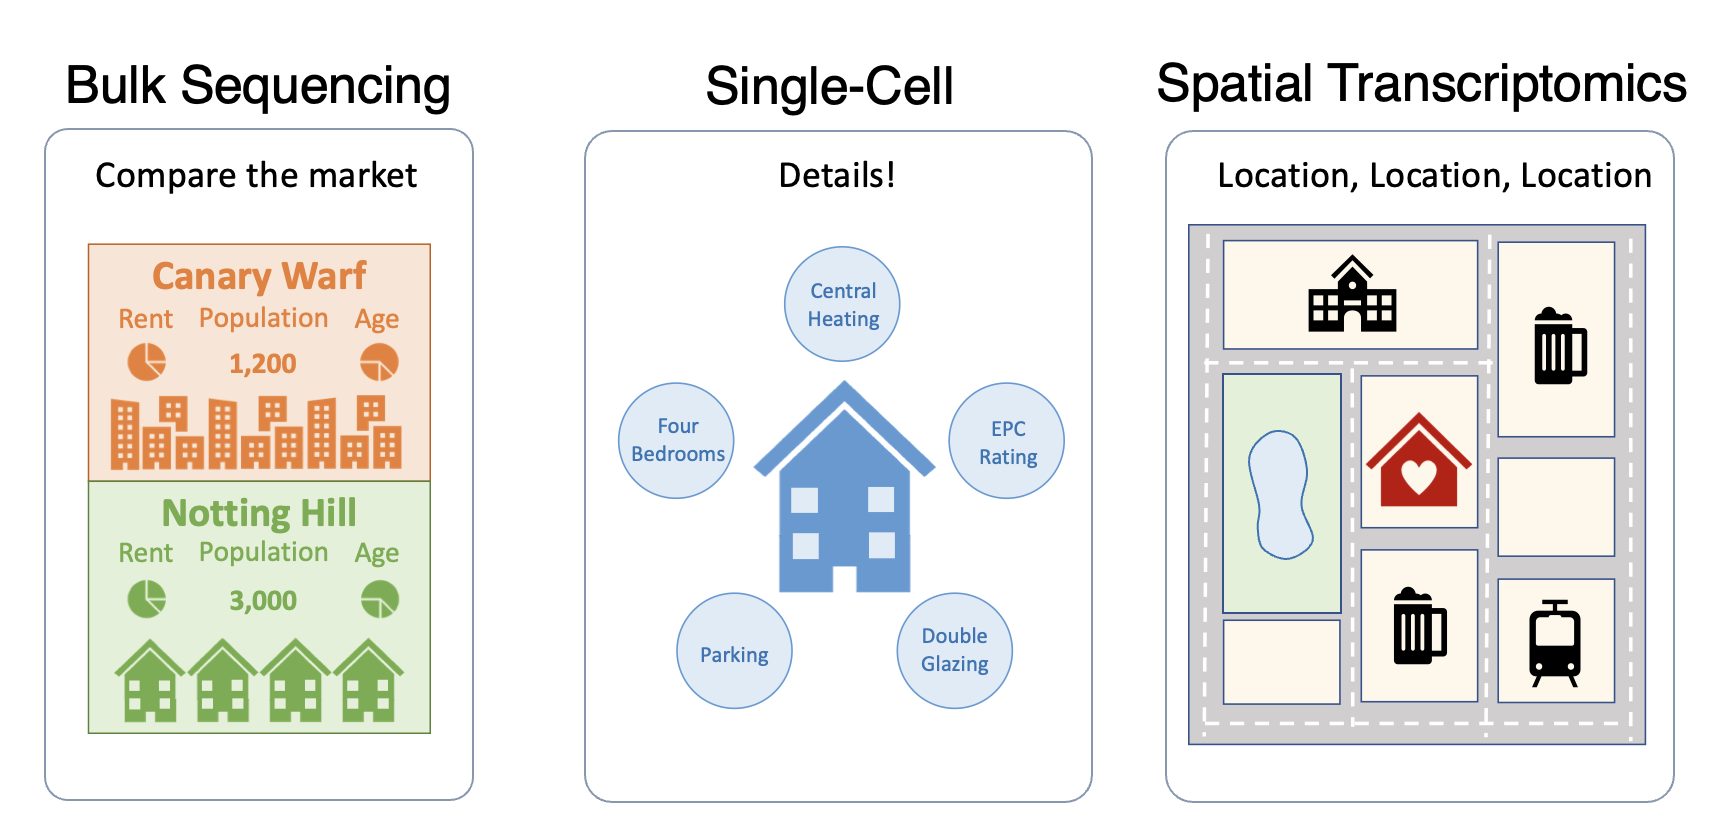 Bulk Sequencing
Compare the market
Canary Warf
Rent Population Age
1,200
Notting Hill
Rent Population Age
3,000
Single-Cell
Details!
Central
Heating
Four
Bedrooms
EPC
Rating
Parking
Double
Glazing
Spatial Transcriptomics
Location, Location, Location